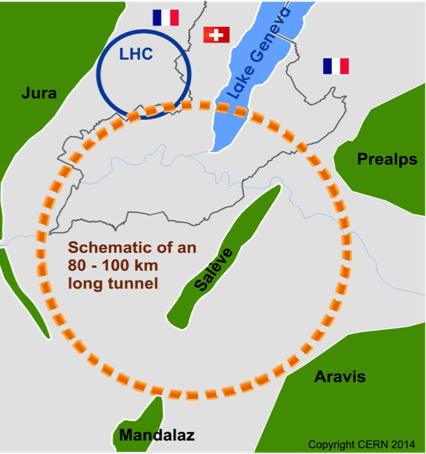 LHC
Lake Geneva
Jura
Prealps
Schematic of an
80 - 100 km
long tunnel
Salève
Aravis
Mandalaz
Copyright CERN 2014